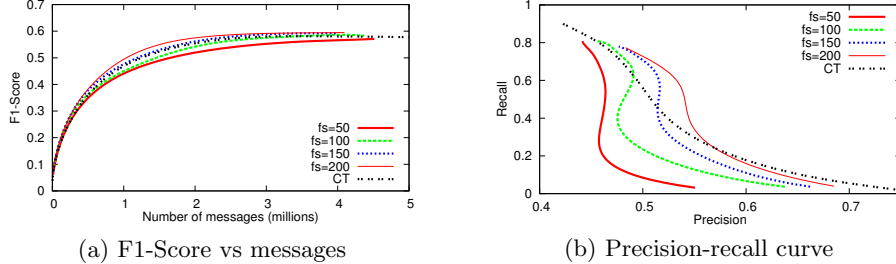 0.7
0.6
0.5
0.4
0.3
0.2
0.1
0
F1-Score
0 1 2 3 4 5
Number of messages (millions)
fs=50
fs=100
fs=150
fs=200
CT
(a) F1-Score vs messages
1
0.8
0.6
0.4
0.2
0
Recall
0.4 0.5 0.6 0.7
Precision
fs=50
fs=100
fs=150
fs=200
CT
(b) Precision-recall curve